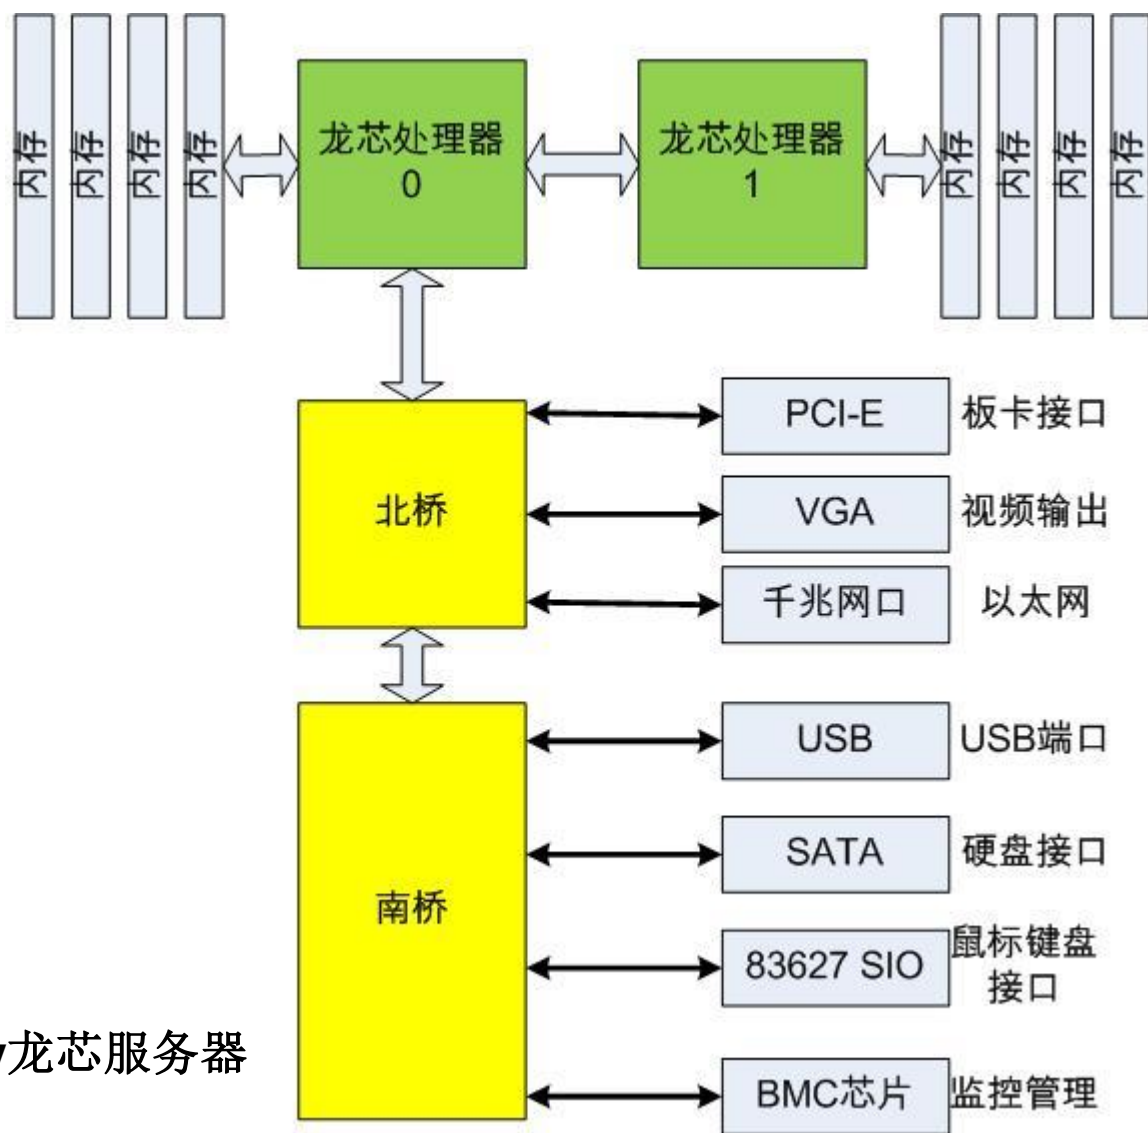 内存
内存
内存
内存
龙芯处理器
0
龙芯处理器
1
内存
内存
内存
内存
北桥
PCI-E 板卡接口
VGA 视频输出
千兆网口 以太网
南桥
USB USB端口
SATA 硬盘接口
83627 SIO 鼠标键盘
接口
BMC芯片 监控管理
龙芯服务器